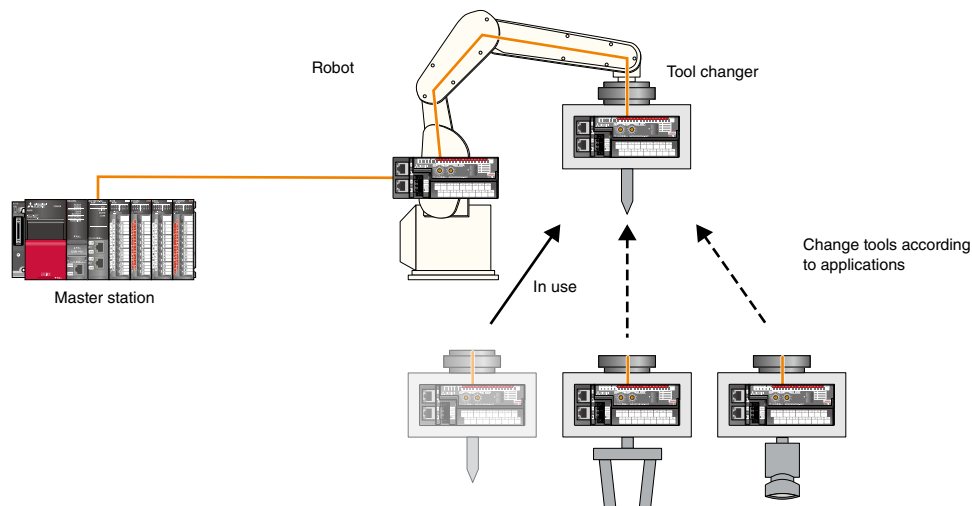 Robot
Tool changer
Change tools according
to applications
In use
Master station